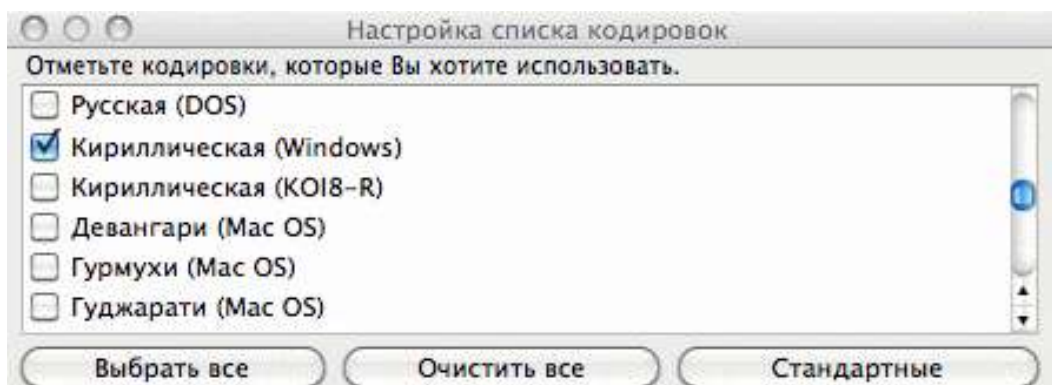 Настройка списка кодировок
Отметьте кодировки, которые Вы хотите использовать.
Русская (DOS)
Кириллическая (Windows)
Кириллическая (KOI8-R)
Девангари (Mac OS)
Гурмухи (Mac OS)
Гуджарати (Mac OS)
Выбрать все Очистить все Стандартные